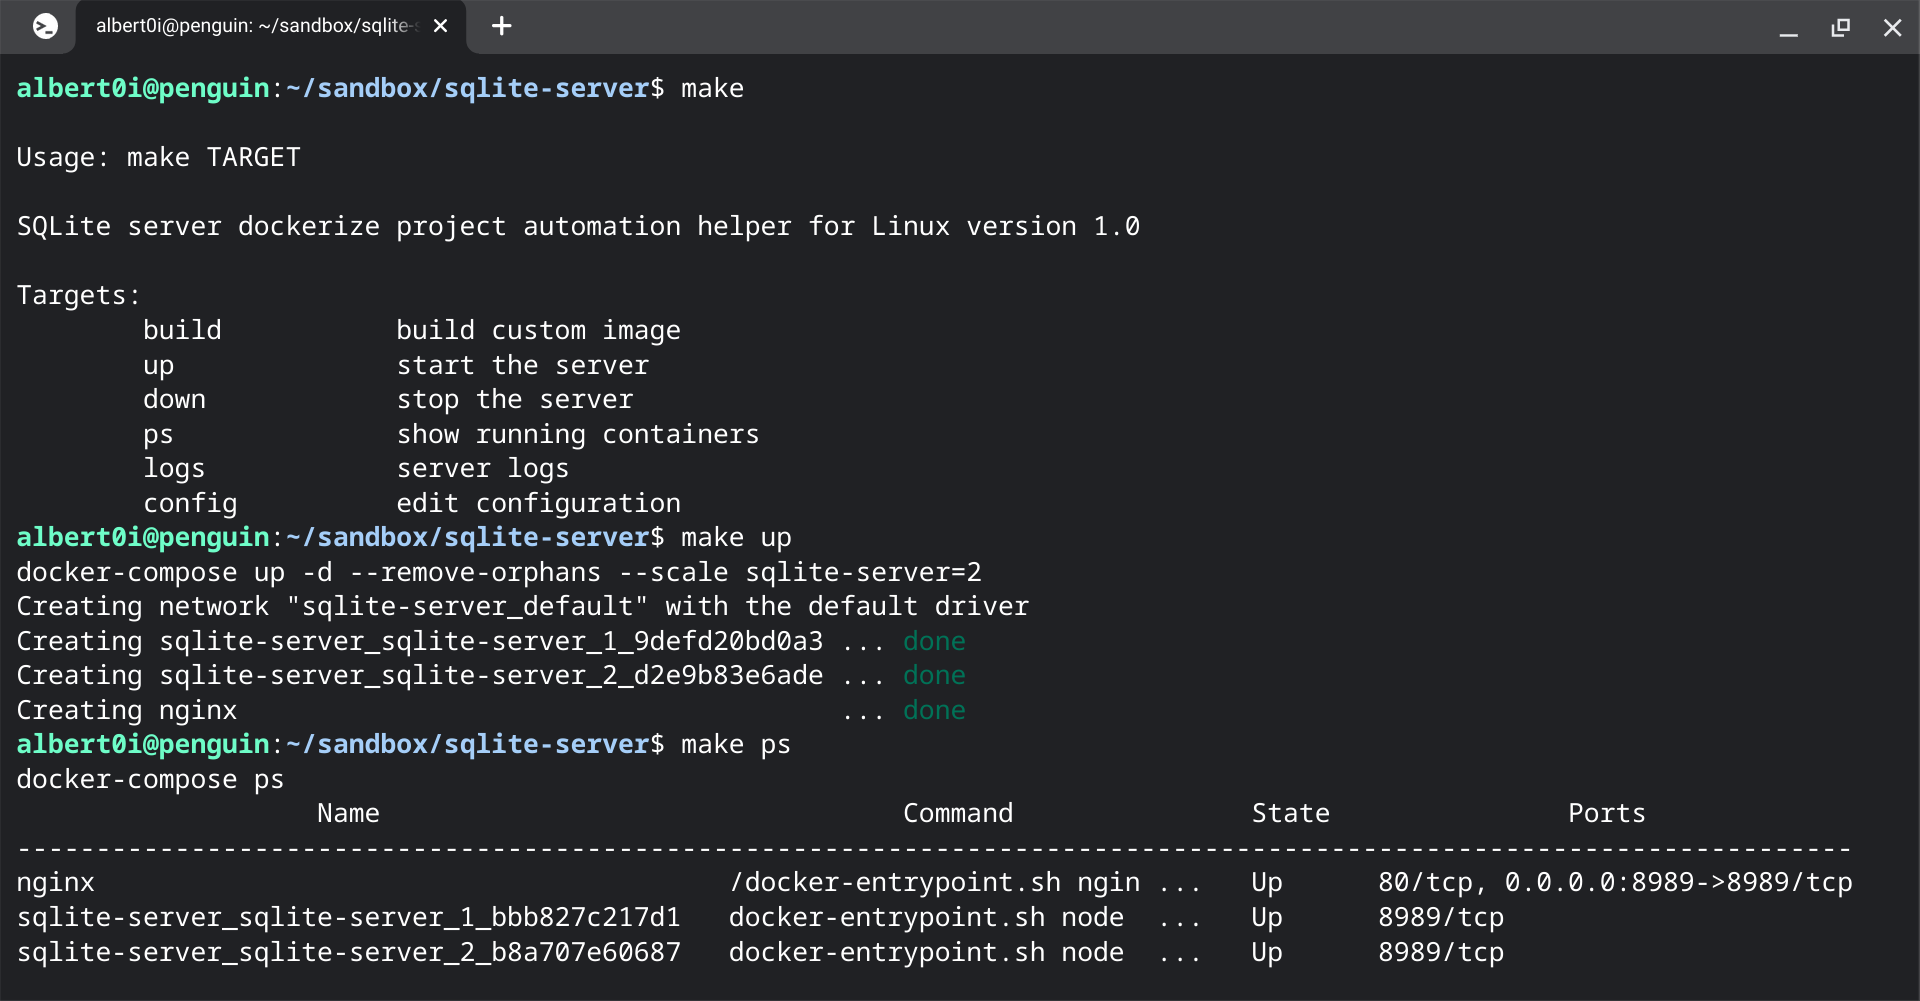 albert0i@penguin: ~/sandbox/sqlite-
albert0i@penguin:~/sandbox/sqlite-server$ make
Usage: make TARGET
SQLite server dockerize project automation helper for Linux version 1.0
Targets:
build build custom image
up start the server
down stop the server
ps show running containers
logs server logs
config edit configuration
albert0i@penguin:~/sandbox/sqlite-server$ make up
docker-compose up -d --remove-orphans --scale sqlite-server=2
Creating network "sqlite-server_default" with the default driver
Creating sqlite-server_sqlite-server_1_9defd20bd0a3 ... done
Creating sqlite-server_sqlite-server_2_d2e9b83e6ade ... done
Creating nginx ... done
albert0i@penguin:~/sandbox/sqlite-server$ make ps
docker-compose ps
Name Command State Ports
--------------------------------------------------------------------------------------------------------------------
nginx /docker-entrypoint.sh ngin ... Up 80/tcp, 0.0.0.0:8989->8989/tcp
sqlite-server_sqlite-server_1_bbb827c217d1 docker-entrypoint.sh node ... Up 8989/tcp
sqlite-server_sqlite-server_2_b8a707e60687 docker-entrypoint.sh node ... Up 8989/tcp